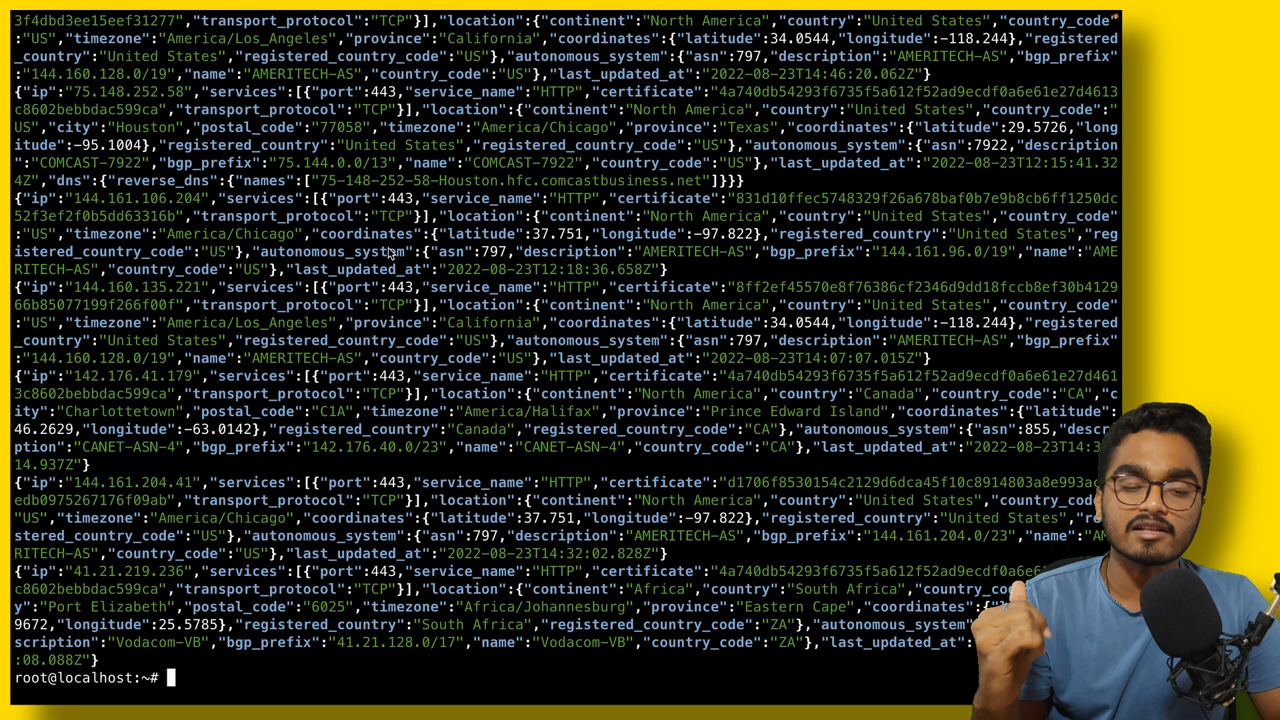 3f4dbd3ee15eef31277","transport_protocol":"TCP"}],"location":{"continent":"North America","country":"United States","country_code"
:"US","timezone":"America/Los_Angeles","province":"California","coordinates":{"latitude":34.0544,"longitude":-118.244},"registered
_country":"United States","registered_country_code":"US"},"autonomous_system":{"asn":797,"description":"AMERITECH-AS","bgp_prefix"
:"144.160.128.0/19","name":"AMERITECH-AS","country_code":"US"},"last_updated_at":"2022-08-23T14:46:20.062Z"}
{"ip":"75.148.252.58","services":[{"port":443,"service_name":"HTTP","certificate":"4a740db54293f6735f5a612f52ad9ecdf0a6e61e27d4613
c8602bebbdac599ca","transport_protocol":"TCP"}],"location":{"continent":"North America","country":"United States","country_code":"
US","city":"Houston","postal_code":"77058","timezone":"America/Chicago","province":"Texas","coordinates":{"latitude":29.5726,"long
itude":-95.1004},"registered_country":"United States","registered_country_code":"US"},"autonomous_system":{"asn":7922,"description
":"COMCAST-7922","bgp_prefix":"75.144.0.0/13","name":"COMCAST-7922","country_code":"US"},"last_updated_at":"2022-08-23T12:15:41.32
4Z","dns":{"reverse_dns":{"names":["75-148-252-58-Houston.hfc.comcastbusiness.net"]}}}
{"ip":"144.161.106.204","services":[{"port":443,"service_name":"HTTP","certificate":"831d10ffec5748329f26a678baf0b7e9b8cb6ff1250dc
52f3ef2f0b5dd63316b","transport_protocol":"TCP"}],"location":{"continent":"North America","country":"United States","country_code":
"US","timezone":"America/Chicago","coordinates":{"latitude":37.751,"longitude":-97.822},"registered_country":"United States","reg
istered_country_code":"US"},"autonomous_system":{"asn":797,"description":"AMERITECH-AS","bgp_prefix":"144.161.96.0/19","name":"AME
RITECH-AS","country_code":"US"},"last_updated_at":"2022-08-23T12:18:36.658Z"}
{"ip":"144.160.135.221","services":[{"port":443,"service_name":"HTTP","certificate":"8ff2ef45570e8f76386cf2346d9dd18fccb8ef30b4129
66b85077199f266f00f","transport_protocol":"TCP"}],"location":{"continent":"North America","country":"United States","country_code":
"US","timezone":"America/Los_Angeles","province":"California","coordinates":{"latitude":34.0544,"longitude":-118.244},"registered
_country":"United States","registered_country_code":"US"},"autonomous_system":{"asn":797,"description":"AMERITECH-AS","bgp_prefix"
:"144.160.128.0/19","name":"AMERITECH-AS","country_code":"US"},"last_updated_at":"2022-08-23T14:07:07.015Z"}
{"ip":"142.176.41.179","services":[{"port":443,"service_name":"HTTP","certificate":"4a740db54293f6735f5a612f52ad9ecdf0a6e61e27d461
3c8602bebbdac599ca","transport_protocol":"TCP"}],"location":{"continent":"North America","country":"Canada","country_code":"CA","c
ity":"Charlottetown","postal_code":"C1A","timezone":"America/Halifax","province":"Prince Edward Island","coordinates":{"latitude":
46.2629,"longitude":-63.0142},"registered_country":"Canada","registered_country_code":"CA"},"autonomous_system":{"asn":855,"descri
ption":"CANET-ASN-4","bgp_prefix":"142.176.40.0/23","name":"CANET-ASN-4","country_code":"CA"},"last_updated_at":"2022-08-23T14:3
14.937Z"}
{"ip":"144.161.204.41","services":[{"port":443,"service_name":"HTTP","certificate":"d1706f8530154c2129d6dca45f10c8914803a8e993a
edb0975267176f09ab","transport_protocol":"TCP"}],"location":{"continent":"North America","country":"United States","country_cod
"US","timezone":"America/Chicago","coordinates":{"latitude":37.751,"longitude":-97.822},"registered_country":"United States","re
stered_country_code":"US"},"autonomous_system":{"asn":797,"description":"AMERITECH-AS","bgp_prefix":"144.161.204.0/23","name":"AM
RITECH-AS","country_code":"US"},"last_updated_at":"2022-08-23T14:32:02.828Z"}
{"ip":"41.21.219.236","services":[{"port":443,"service_name":"HTTP","certificate":"4a740db54293f6735f5a612f52ad9ecdf0a6e6
c8602bebbdac599ca","transport_protocol":"TCP"}],"location":{"continent":"Africa","country":"South Africa","country_cod
y":"Port Elizabeth","postal_code":"6025","timezone":"Africa/Johannesburg","province":"Eastern Cape","coordinates":{"
9672,"longitude":25.5785},"registered_country":"South Africa","registered_country_code":"ZA"},"autonomous_system"
scription":"Vodacom-VB","bgp_prefix":"41.21.128.0/17","name":"Vodacom-VB","country_code":"ZA"},"last_updated_at":
:08.088Z"}
root@localhost:~#